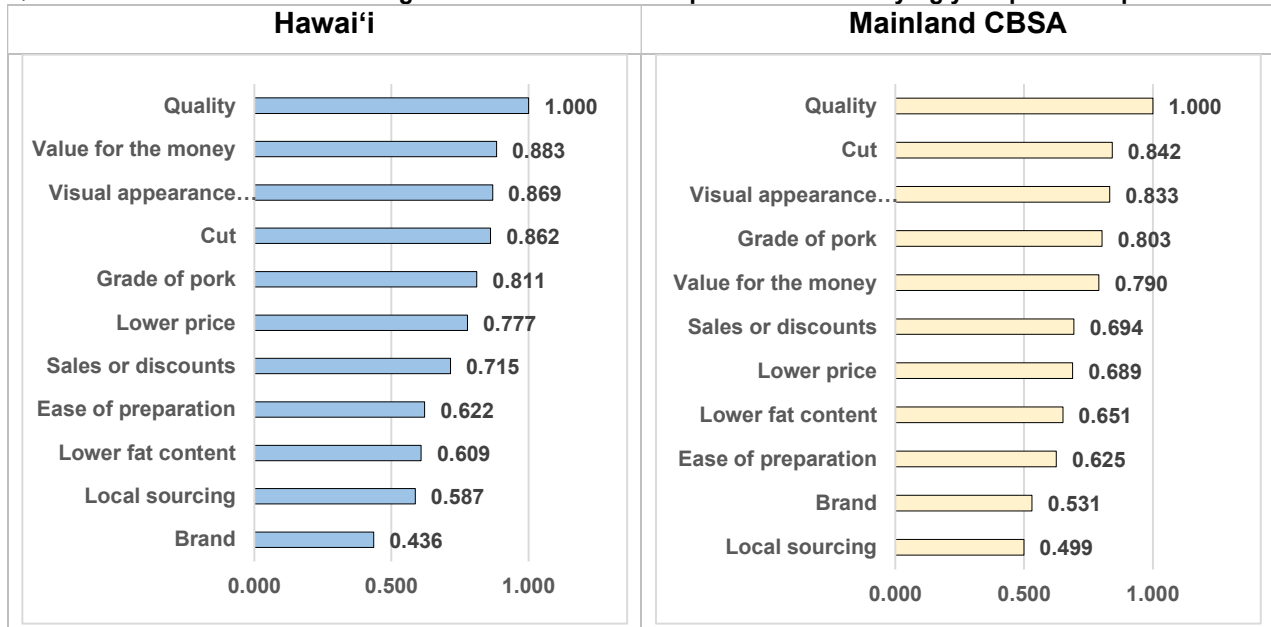 Hawai‘i
Quality 1.000
Value for the money 0.883
Visual appearance… 0.869
Cut 0.862
Grade of pork 0.811
Lower price 0.777
Sales or discounts 0.715
Ease of preparation 0.622
Lower fat content 0.609
Local sourcing 0.587
Brand 0.436
0.000 0.500 1.000
Mainland CBSA
Quality 1.000
Cut 0.842
Visual appearance… 0.833
Grade of pork 0.803
Value for the money 0.790
Sales or discounts 0.694
Lower price 0.689
Lower fat content 0.651
Ease of preparation 0.625
Brand 0.531
Local sourcing 0.499
0.000 0.500 1.000